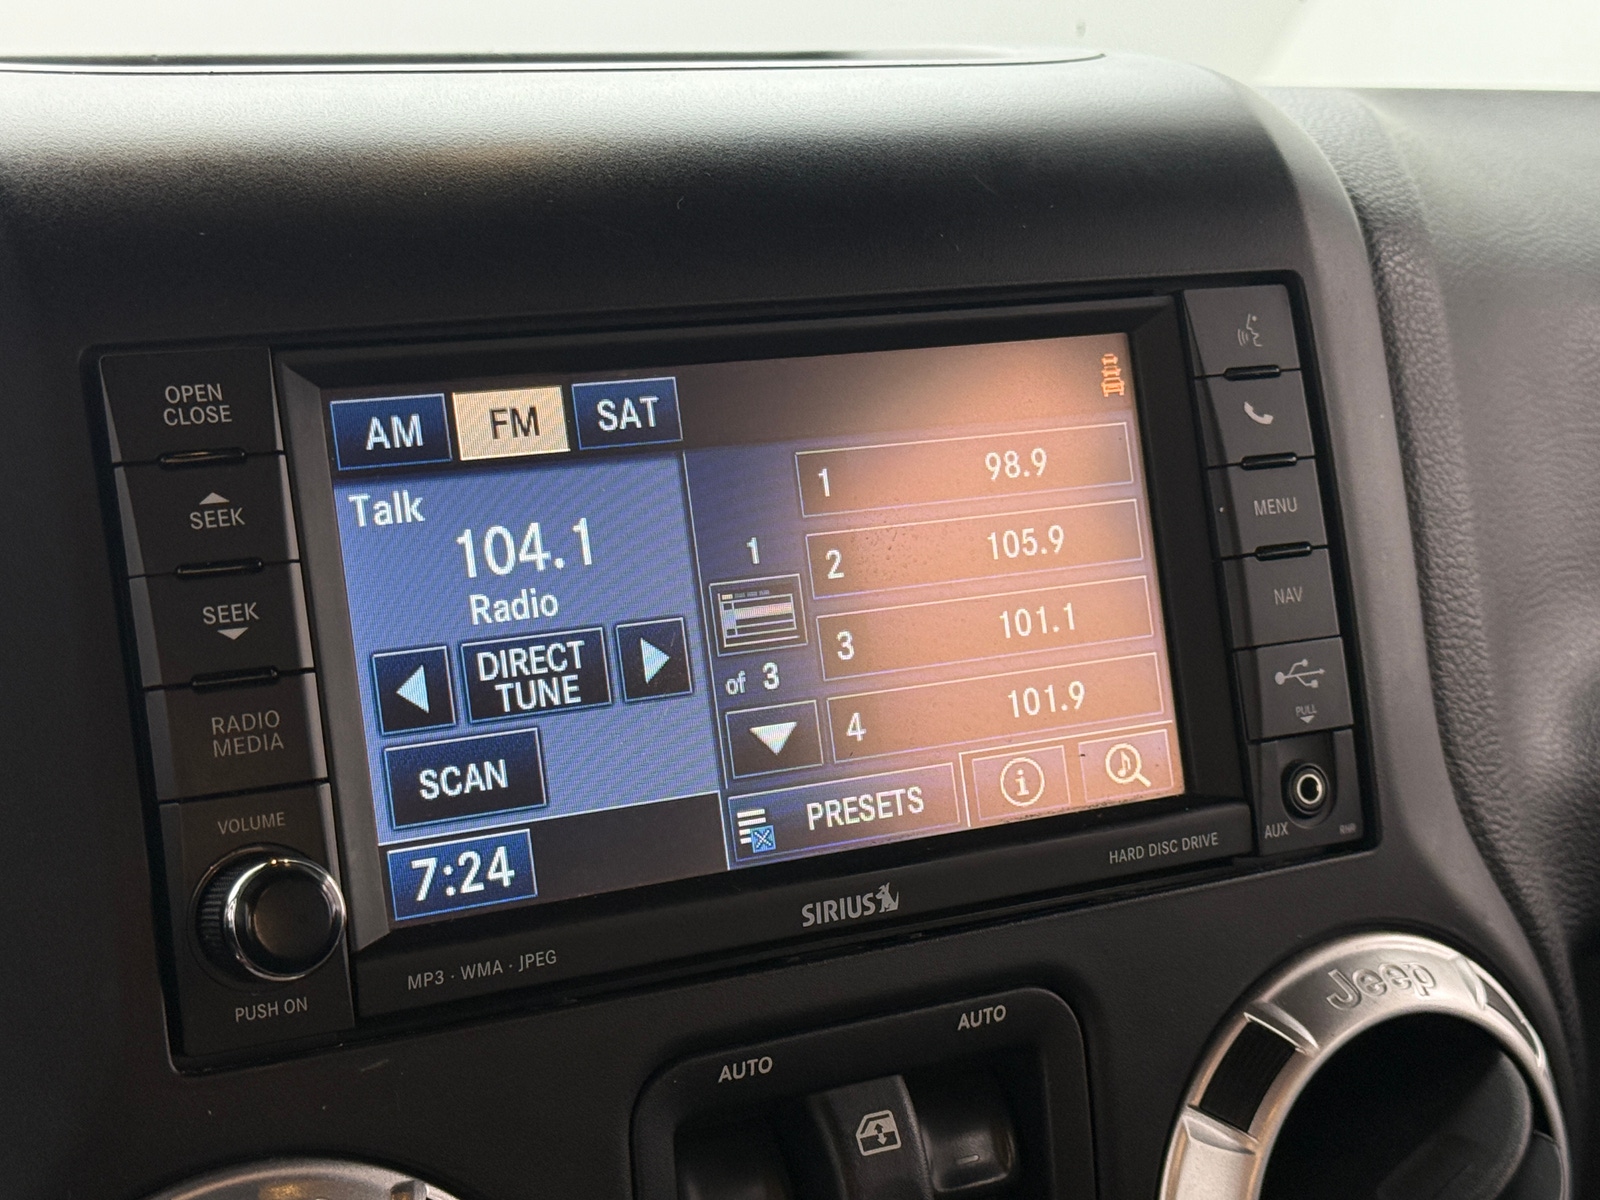 OPEN
CLOSE
SEEK
SEEK
RADIO
MEDIA
VOLUME
PUSH ON
AM
FM
SAT
Talk
104.1
Radio
DIRECT
TUNE
SCAN
7:24
1
of 3
1 98.9
2 105.9
3 101.1
4 101.9
PRESETS
i
MENU
NAV
PULL
AUX
MP3 · WMA · JPEG
SIRIUS
HARD DISC DRIVE
AUTO
AUTO
Jeep